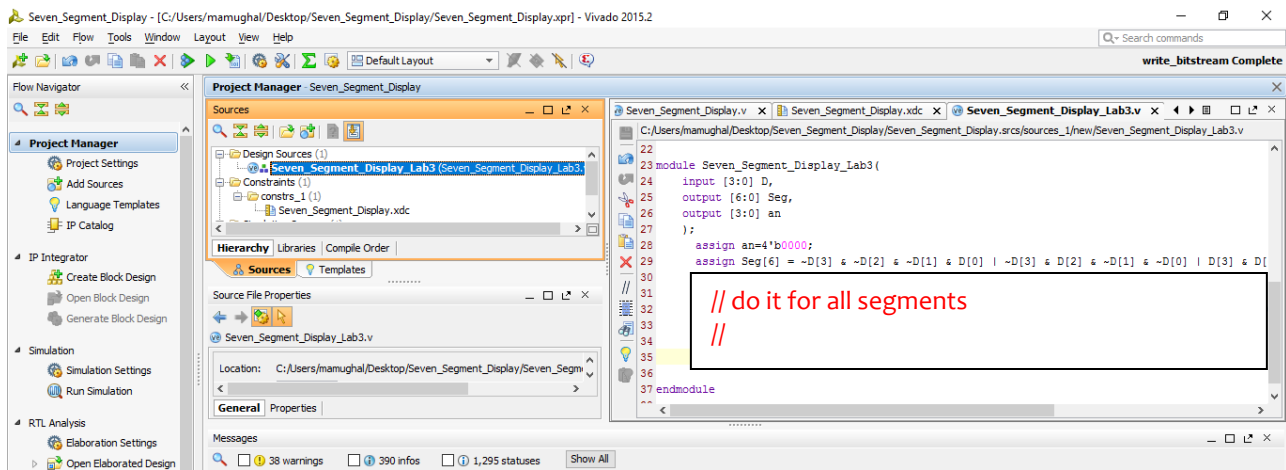 Seven_Segment_Display - [C:/Users/mamughal/Desktop/Seven_Segment_Display/Seven_Segment_Display.xpr] - Vivado 2015.2
File Edit Flow Tools Window Layout View Help
Search commands
Default Layout
write_bitstream Complete
Flow Navigator
Project Manager
Project Settings
Add Sources
Language Templates
IP Catalog
IP Integrator
Create Block Design
Open Block Design
Generate Block Design
Simulation
Simulation Settings
Run Simulation
RTL Analysis
Elaboration Settings
Open Elaborated Design
Project Manager - Seven_Segment_Display
Sources
Design Sources (1)
Seven_Segment_Display_Lab3 (Seven_Segment_Display_Lab3.
Constraints (1)
constrs_1 (1)
Seven_Segment_Display.xdc
Hierarchy Libraries Compile Order
Sources Templates
Source File Properties
Seven_Segment_Display_Lab3.v
Location: C:/Users/mamughal/Desktop/Seven_Segment_Display/Seven_Segm
General Properties
Seven_Segment_Display.v Seven_Segment_Display.xdc Seven_Segment_Display_Lab3.v
C:/Users/mamughal/Desktop/Seven_Segment_Display/Seven_Segment_Display.srcs/sources_1/new/Seven_Segment_Display_Lab3.v
22
23 module Seven_Segment_Display_Lab3(
24 input [3:0] D,
25 output [6:0] Seg,
26 output [3:0] an
27 );
28 assign an=4'b0000;
29 assign Seg[6] = ~D[3] & ~D[2] & ~D[1] & D[0] | ~D[3] & D[2] & ~D[1] & ~D[0] | D[3] & D[
30
31 // do it for all segments
32
33 //
34
35
36
37 endmodule
Messages
38 warnings 390 infos 1,295 statuses Show All